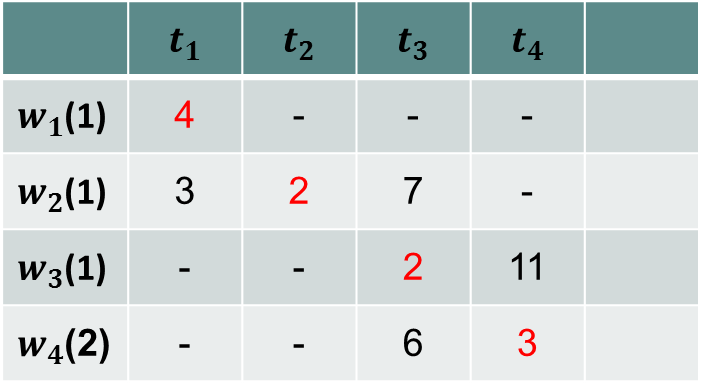 t₁ t₂ t₃ t₄
w₁(1) 4 - - -
w₂(1) 3 2 7 -
w₃(1) - - 2 11
w₄(2) - - 6 3